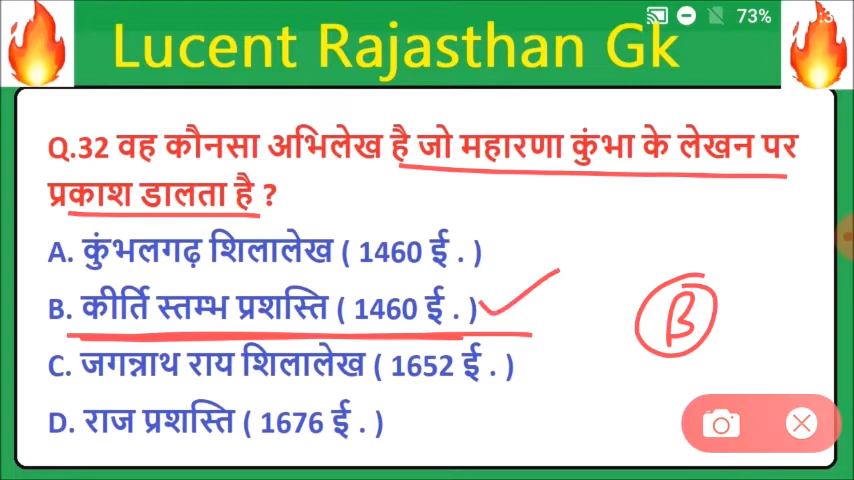 73%
Lucent Rajasthan Gk
Q.32 वह कौनसा अभिलेख है जो महारणा कुंभा के लेखन पर
प्रकाश डालता है ?
A. कुंभलगढ़ शिलालेख ( 1460 ई . )
B. कीर्ति स्तम्भ प्रशस्ति ( 1460 ई . )
B
C. जगन्नाथ राय शिलालेख ( 1652 ई . )
D. राज प्रशस्ति ( 1676 ई . )